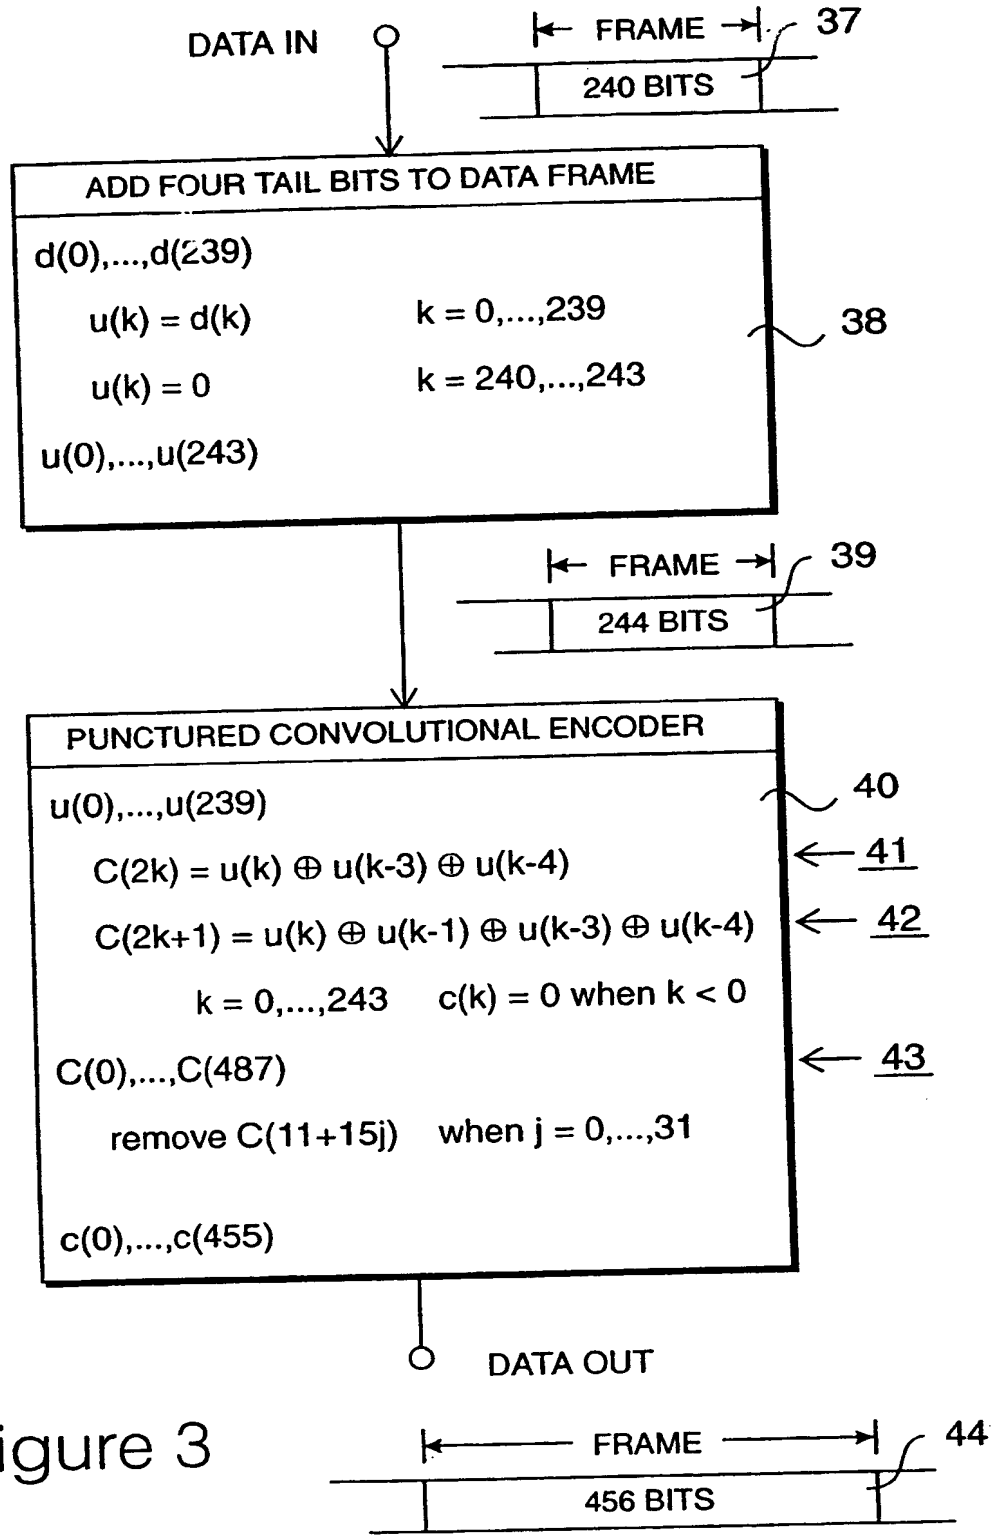 DATA IN
FRAME
37
240 BITS
ADD FOUR TAIL BITS TO DATA FRAME
d(0),...,d(239)
u(k) = d(k) k = 0,...,239
38
u(k) = 0 k = 240,...,243
u(0),...,u(243)
FRAME
39
244 BITS
PUNCTURED CONVOLUTIONAL ENCODER
u(0),...,u(239)
40
C(2k) = u(k) ⊕ u(k-3) ⊕ u(k-4)
41
C(2k+1) = u(k) ⊕ u(k-1) ⊕ u(k-3) ⊕ u(k-4)
42
k = 0,...,243 c(k) = 0 when k < 0
C(0),...,C(487)
43
remove C(11+15j) when j = 0,...,31
c(0),...,c(455)
DATA OUT
igure 3
FRAME
44
456 BITS